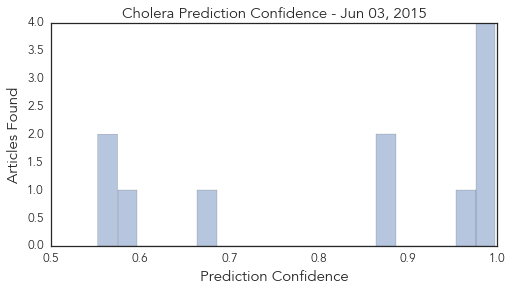 Cholera Prediction Confidence - Jun 03, 2015
4.0
3.5
3.0
2.5
2.0
1.5
1.0
0.5
0.0
Articles Found
0.5 0.6 0.7 0.8 0.9 1.0
Prediction Confidence